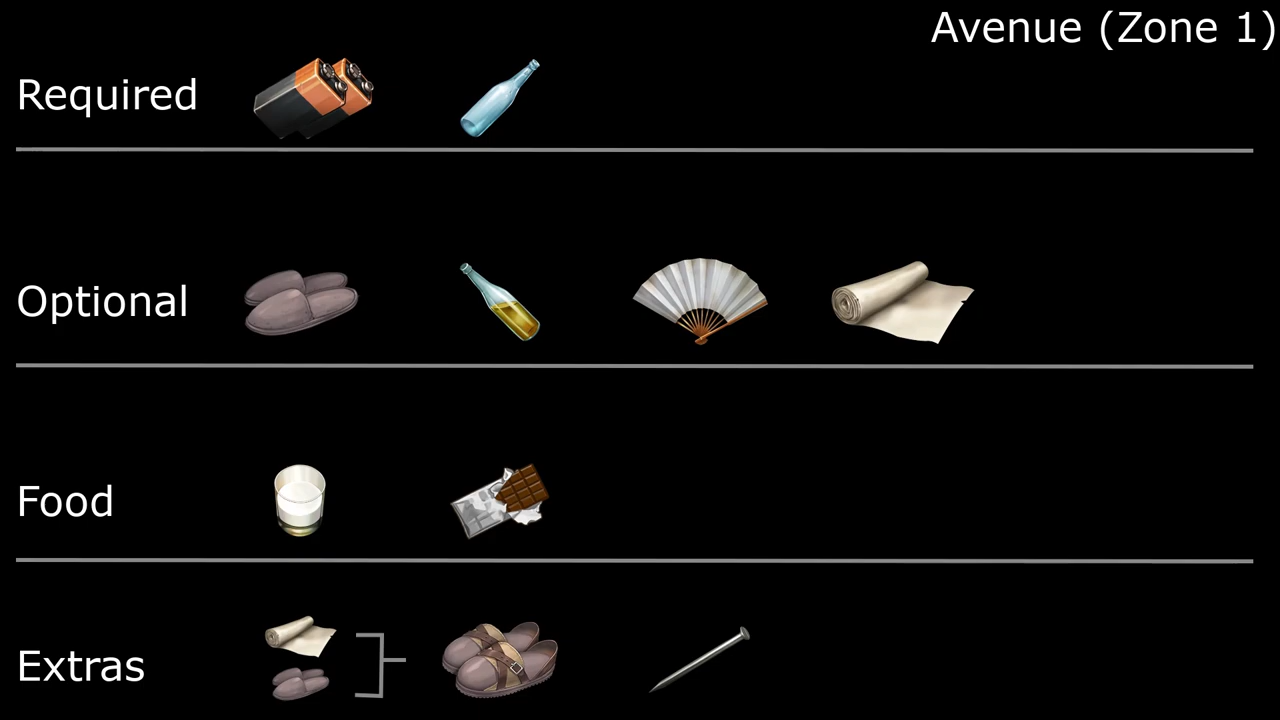 Avenue (Zone 1)
Required
Optional
Food
Extras